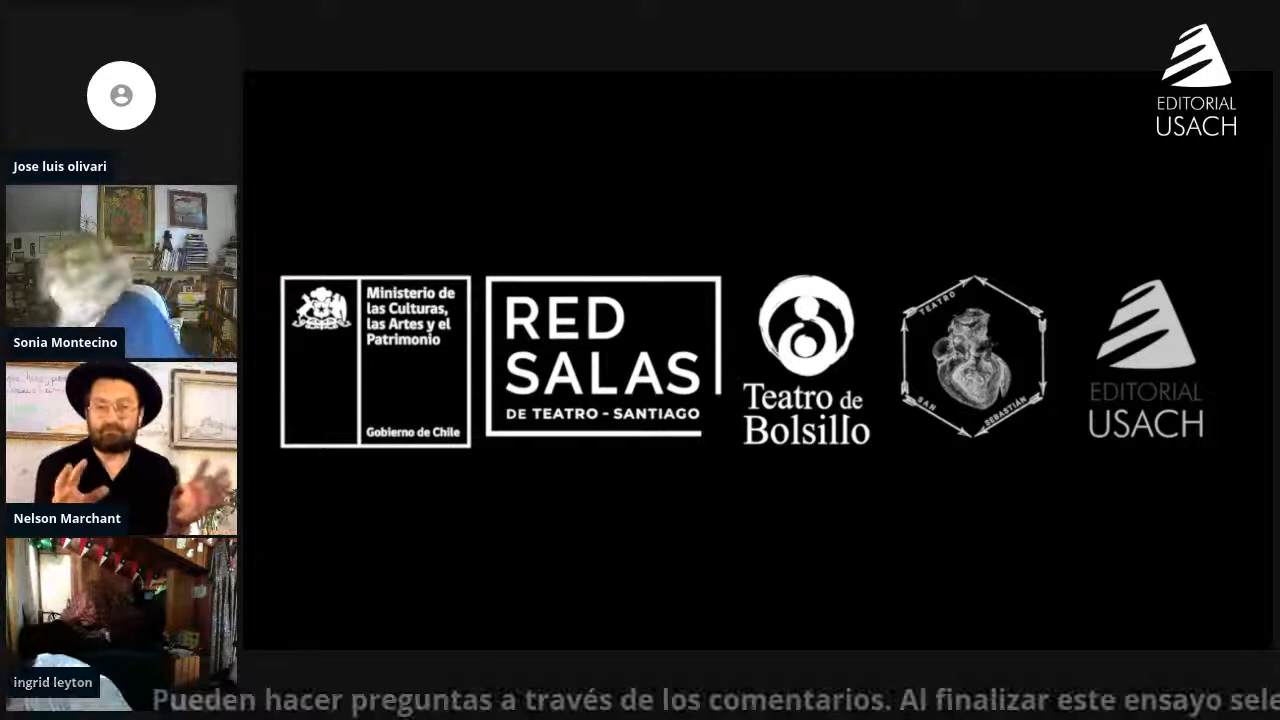 EDITORIAL
USACH
Jose luis olivari
Sonia Montecino
Nelson Marchant
ingrid leyton
Ministerio de
las Culturas,
las Artes y el
Patrimonio
Gobierno de Chile
RED
SALAS
DE TEATRO - SANTIAGO
Teatro de
Bolsillo
TEATRO
SAN
SEBASTIÁN
EDITORIAL
USACH
Pueden hacer preguntas a través de los comentarios. Al finalizar este ensayo sele